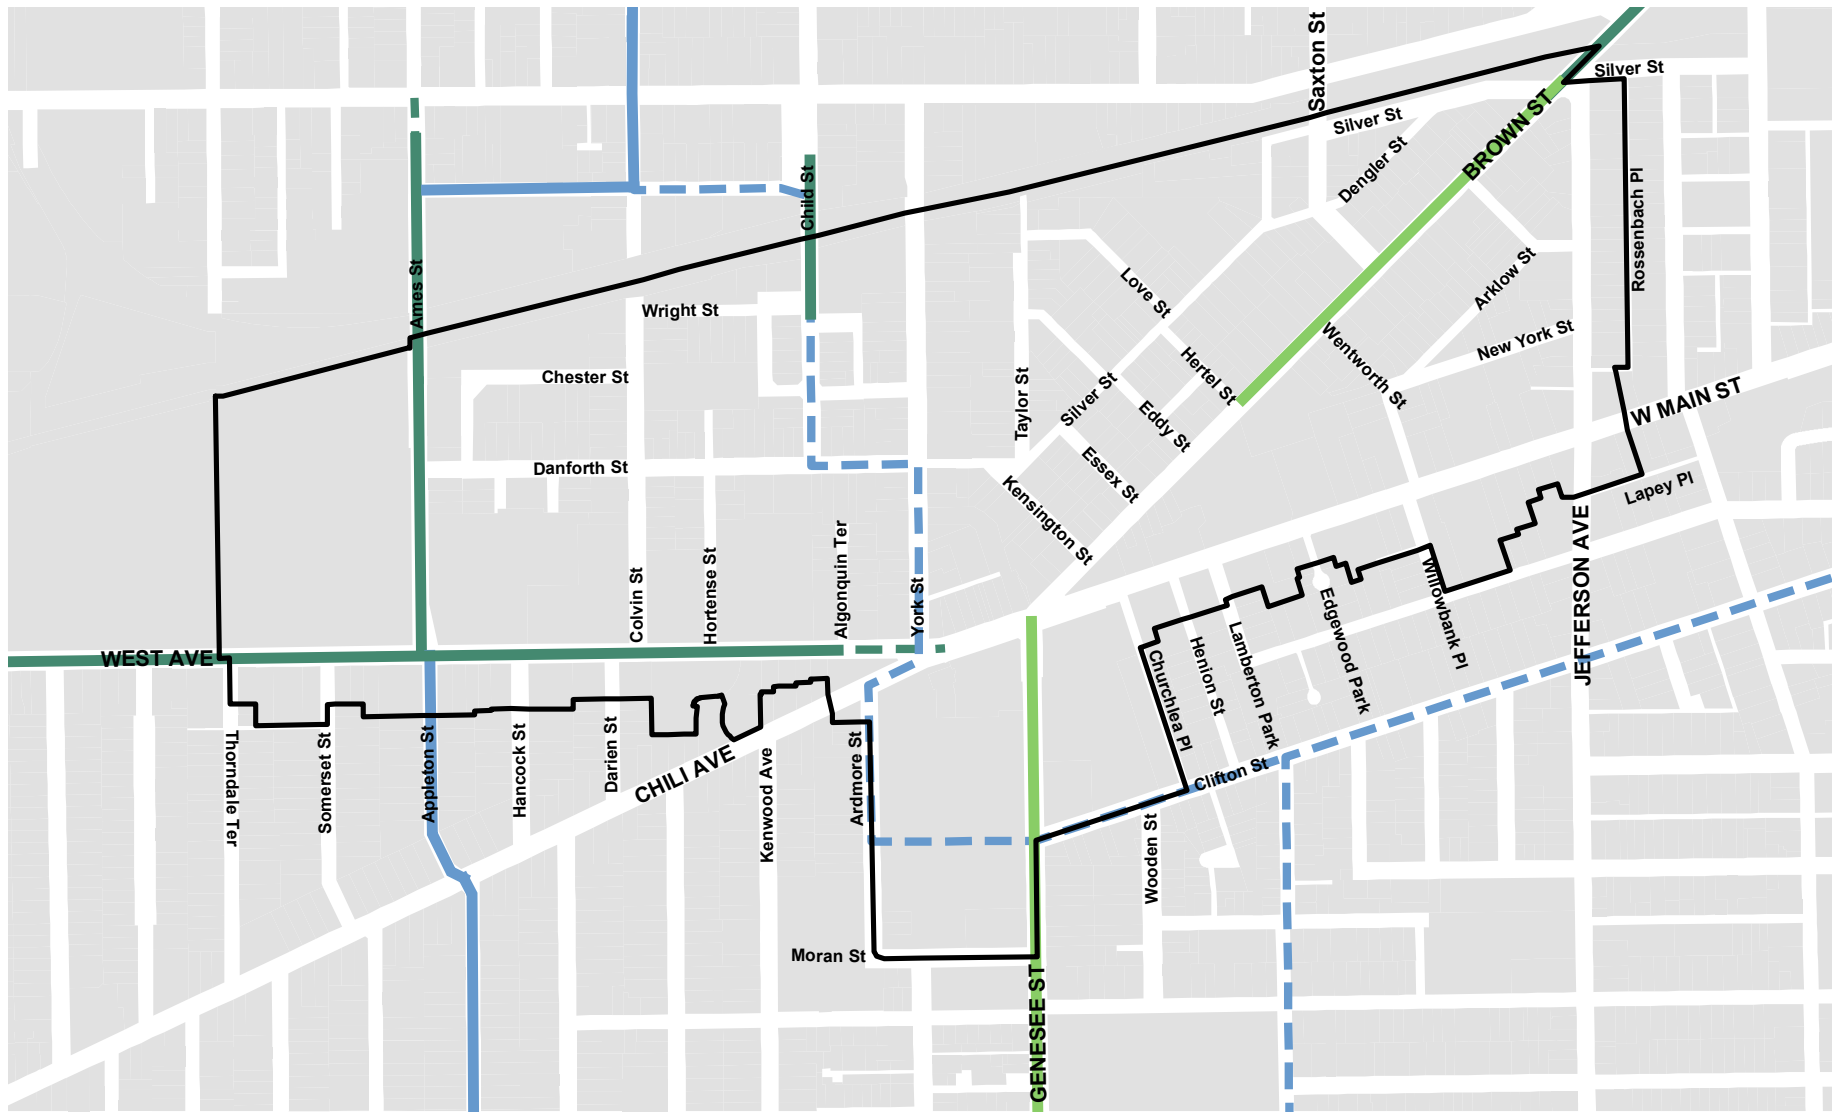 Saxton St
Silver St
Silver St
BROWN ST
Dengler St
Child St
Rossenbach Pl
Ames St
Love St
Arklow St
Wright St
Hertel St
Wentworth St
New York St
Chester St
Taylor St
Silver St
Eddy St
W MAIN ST
Danforth St
Essex St
Kensington St
Lapey Pl
Algonquin Ter
JEFFERSON AVE
Colvin St
Hortense St
York St
Willowbank Pl
Edgewood Park
WEST AVE
Lamberton Park
Henion St
Churchlea Pl
Thorndale Ter
Somerset St
Appleton St
Hancock St
Darien St
CHILI AVE
Kenwood Ave
Ardmore St
Clifton St
Wooden St
Moran St
GENESEE ST